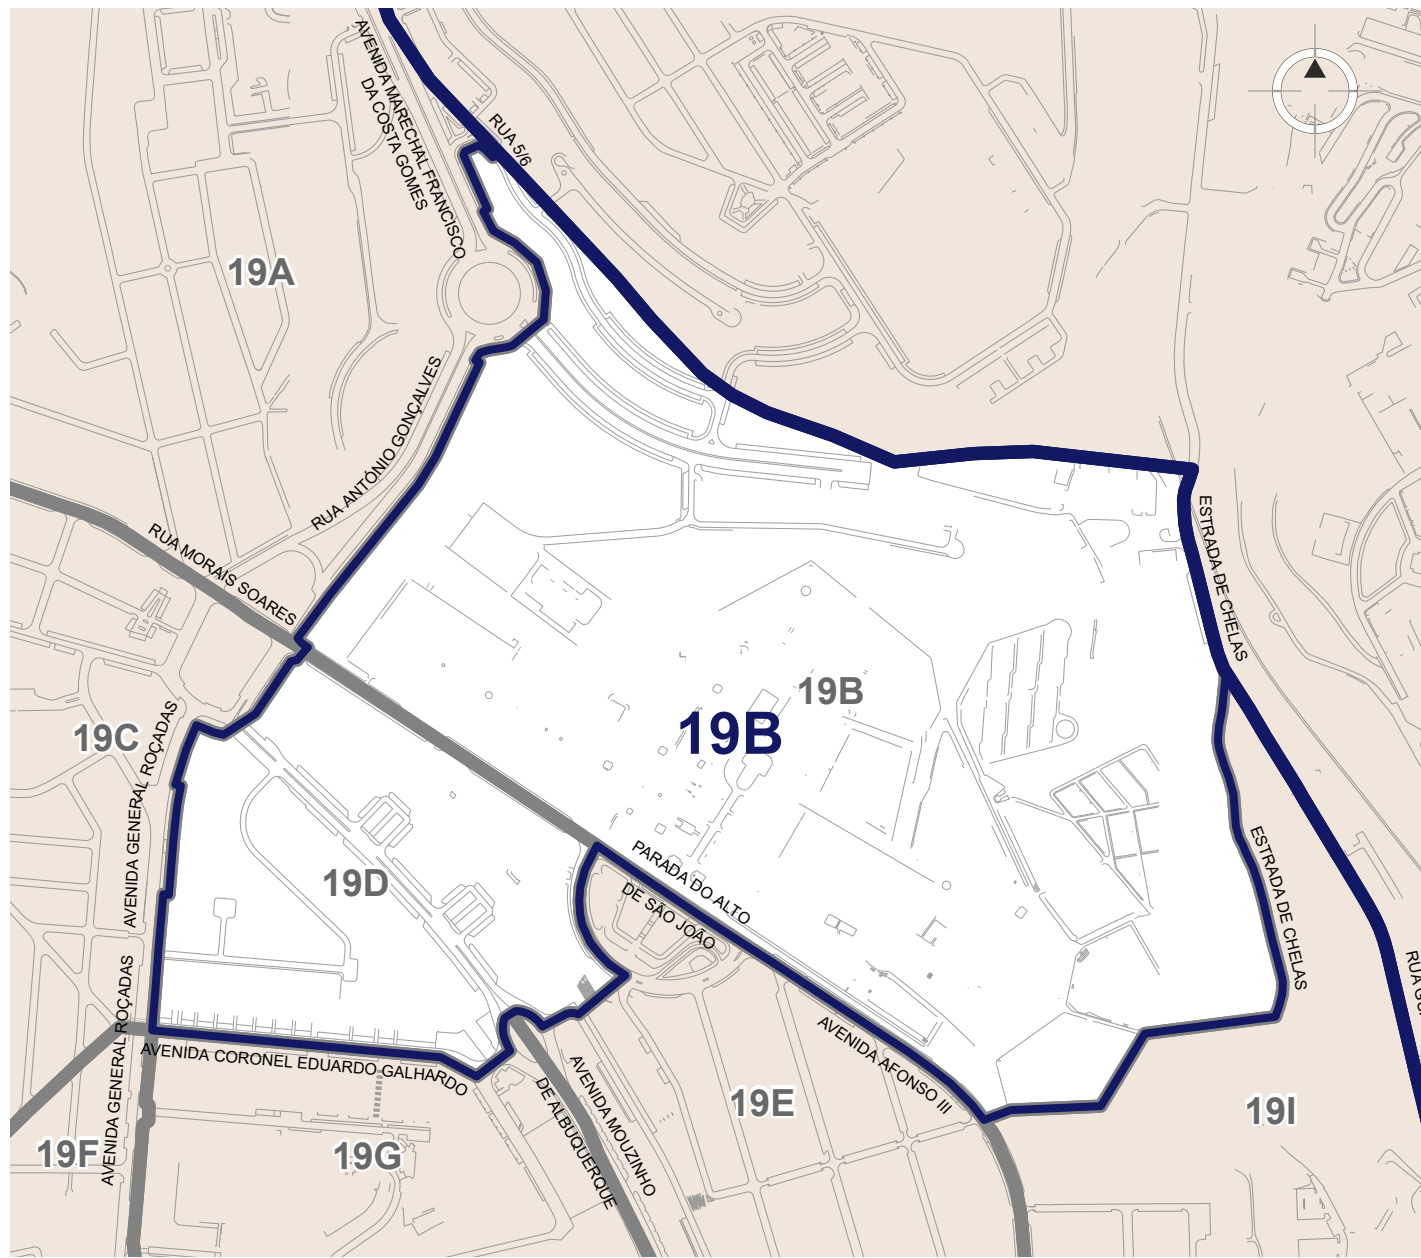 AVENIDA MARECHAL FRANCISCO
DA COSTA GOMES
RUA 5/6
19A
RUA ANTÓNIO GONÇALVES
RUA MORAIS SOARES
ESTRADA DE CHELAS
19B
19B
19C
AVENIDA GENERAL ROÇADAS
19D
PARADA DO ALTO
DE SÃO JOÃO
ESTRADA DE CHELAS
AVENIDA GENERAL ROÇADAS
AVENIDA CORONEL EDUARDO GALHARDO
AVENIDA AFONSO III
AVENIDA MOUZINHO
DE ALBUQUERQUE
19E
19I
19F
19G